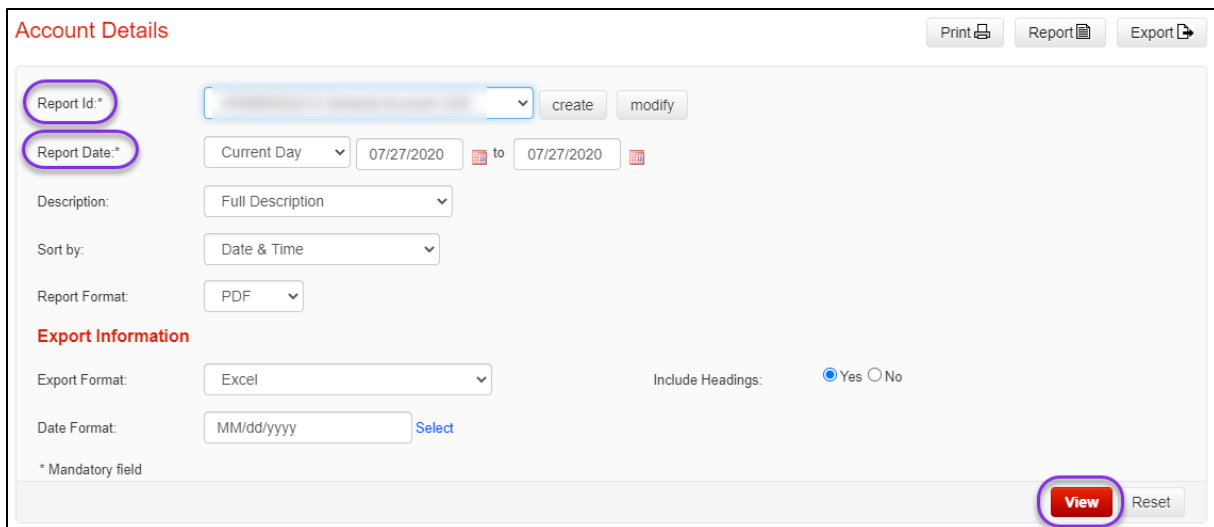 Account Details
Print Report Export
Report Id:* create modify
Report Date:* Current Day 07/27/2020 to 07/27/2020
Description: Full Description
Sort by: Date & Time
Report Format: PDF
Export Information
Export Format: Excel Include Headings: Yes No
Date Format: MM/dd/yyyy Select
* Mandatory field
View Reset